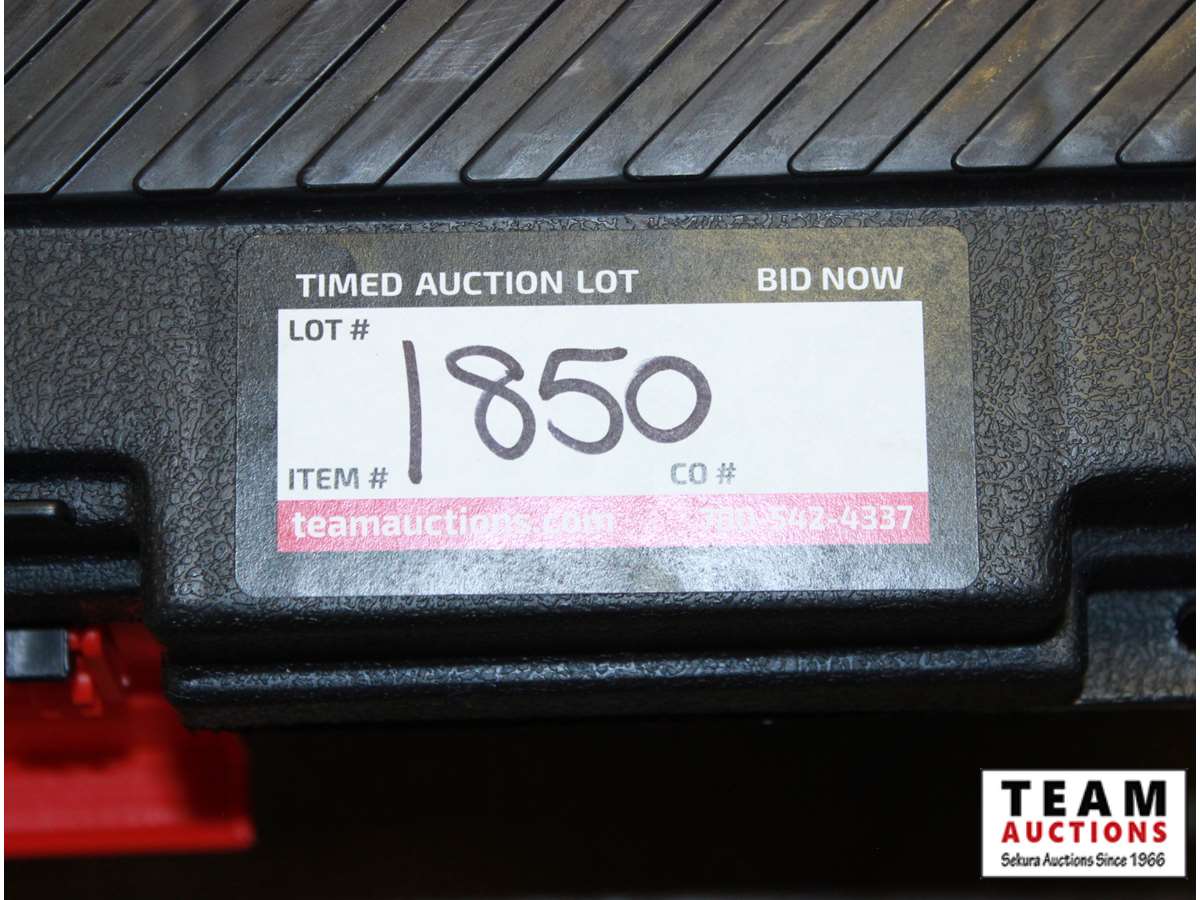 TIMED AUCTION LOT BID NOW
LOT #
1850
ITEM # CO #
teamauctions.com 780-542-4337
TEAM
AUCTIONS
Sekura Auctions Since 1966